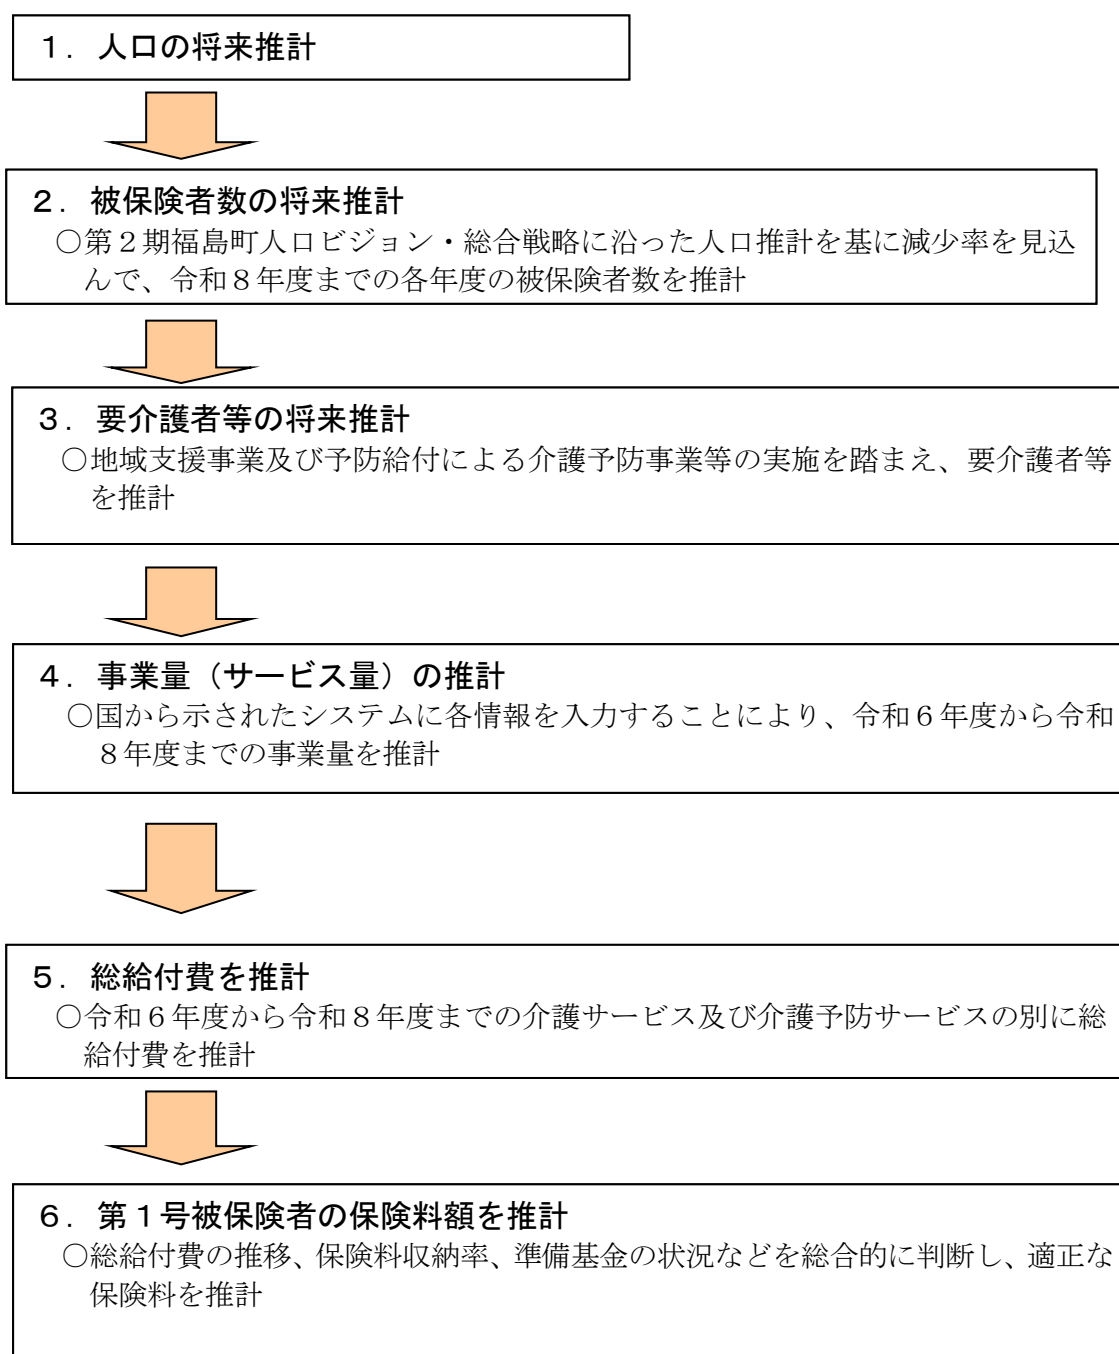 １．人口の将来推計
２．被保険者数の将来推計
○第２期福島町人口ビジョン・総合戦略に沿った人口推計を基に減少率を見込
んで、令和８年度までの各年度の被保険者数を推計
３．要介護者等の将来推計
○地域支援事業及び予防給付による介護予防事業等の実施を踏まえ、要介護者等
を推計
４．事業量（サービス量）の推計
○国から示されたシステムに各情報を入力することにより、令和６年度から令和
８年度までの事業量を推計
５．総給付費を推計
○令和６年度から令和８年度までの介護サービス及び介護予防サービスの別に総
給付費を推計
６．第１号被保険者の保険料額を推計
○総給付費の推移、保険料収納率、準備基金の状況などを総合的に判断し、適正な
保険料を推計